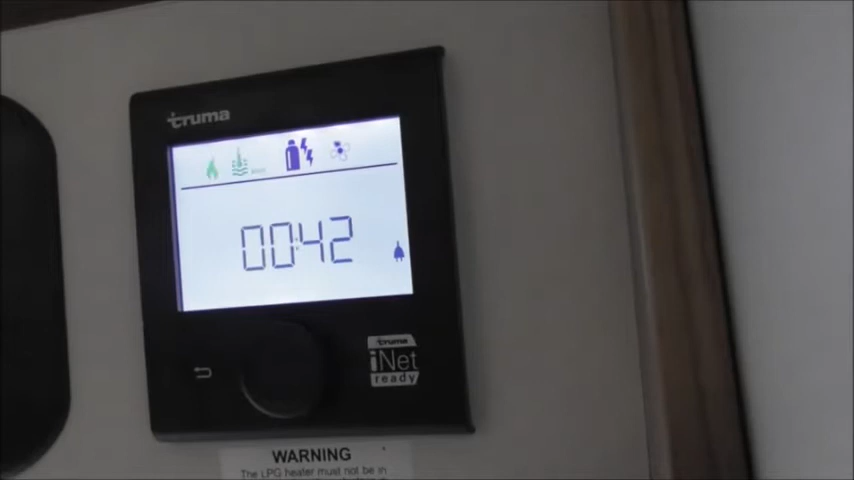 truma
00:42
truma
iNet
ready
WARNING
The LPG heater must not be in